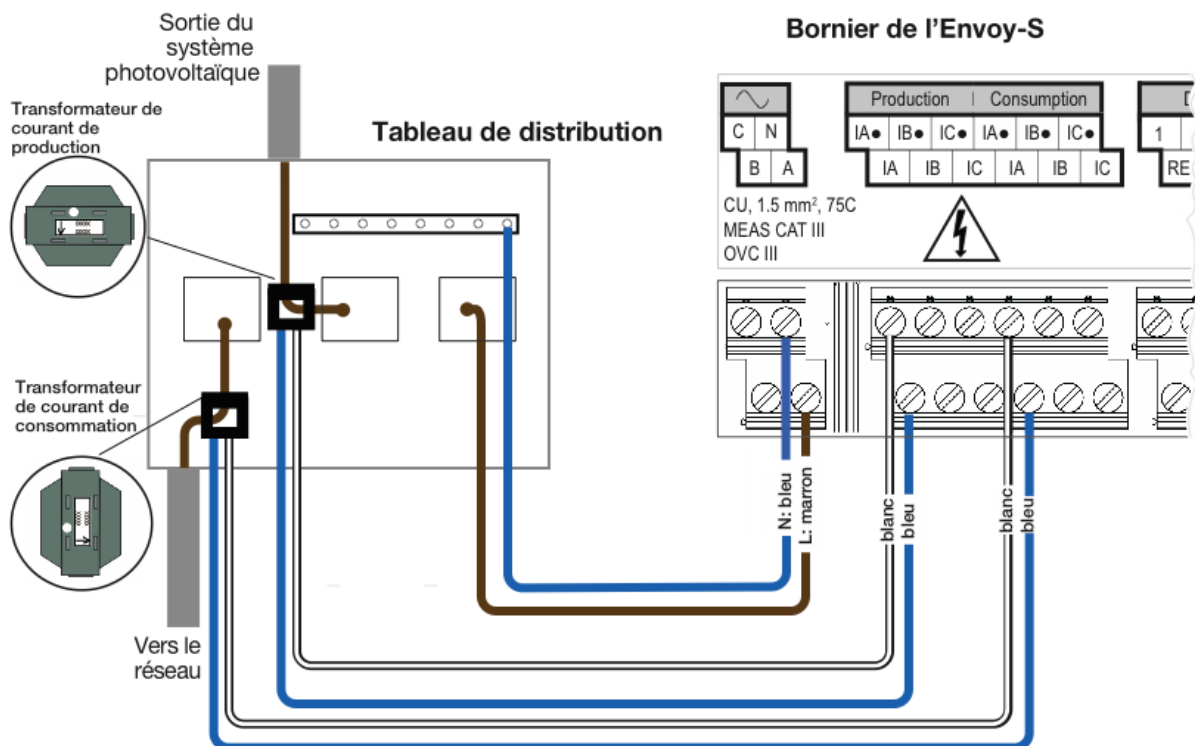 Sortie du
système
photovoltaïque
Bornier de l'Envoy-S
Transformateur de
courant de
production
Tableau de distribution
Production | Consumption
C N
IA● IB● IC● IA● IB● IC●
1
B A
IA IB IC IA IB IC
RE
CU, 1.5 mm², 75C
MEAS CAT III
OVC III
Transformateur
de courant de
consommation
N: bleu
L: marron
blanc
bleu
blanc
bleu
Vers le
réseau